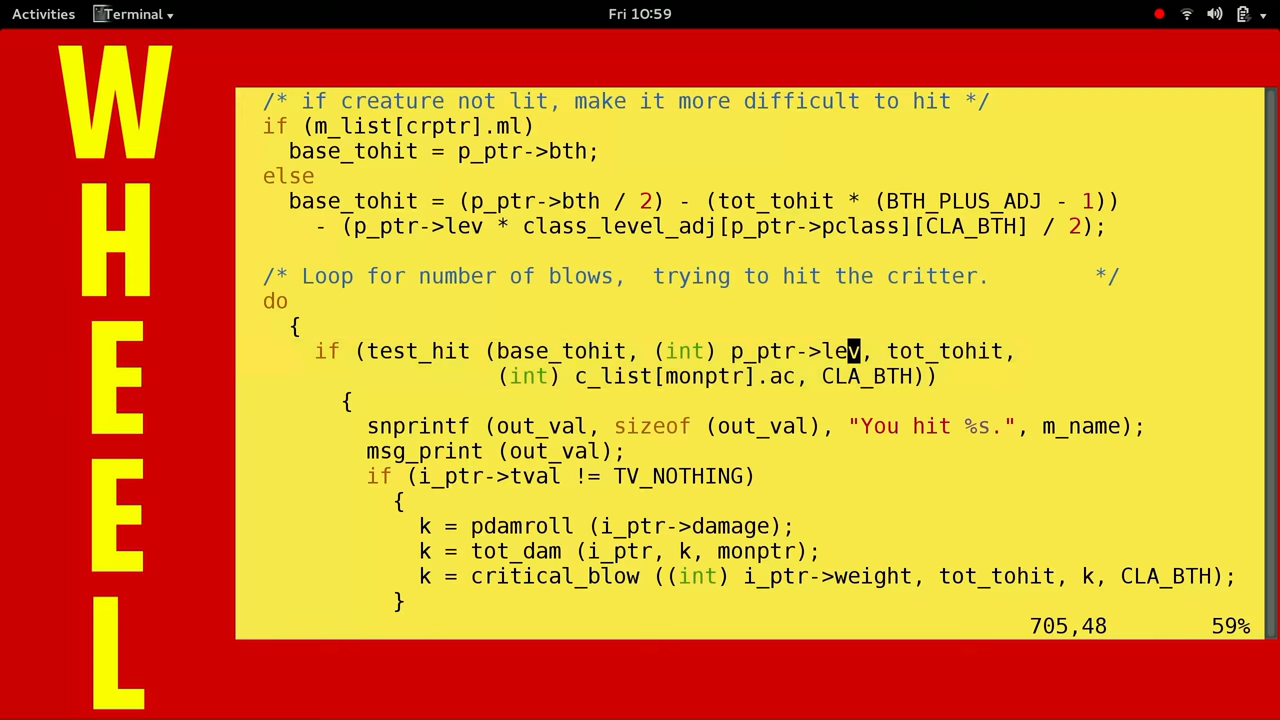 Activities Terminal Fri 10:59
WHEEL
/* if creature not lit, make it more difficult to hit */
if (m_list[crptr].ml)
base_tohit = p_ptr->bth;
else
base_tohit = (p_ptr->bth / 2) - (tot_tohit * (BTH_PLUS_ADJ - 1))
- (p_ptr->lev * class_level_adj[p_ptr->pclass][CLA_BTH] / 2);
/* Loop for number of blows,  trying to hit the critter.        */
do
{
if (test_hit (base_tohit, (int) p_ptr->lev, tot_tohit,
(int) c_list[monptr].ac, CLA_BTH))
{
snprintf (out_val, sizeof (out_val), "You hit %s.", m_name);
msg_print (out_val);
if (i_ptr->tval != TV_NOTHING)
{
k = pdamroll (i_ptr->damage);
k = tot_dam (i_ptr, k, monptr);
k = critical_blow ((int) i_ptr->weight, tot_tohit, k, CLA_BTH);
}
705,48 59%